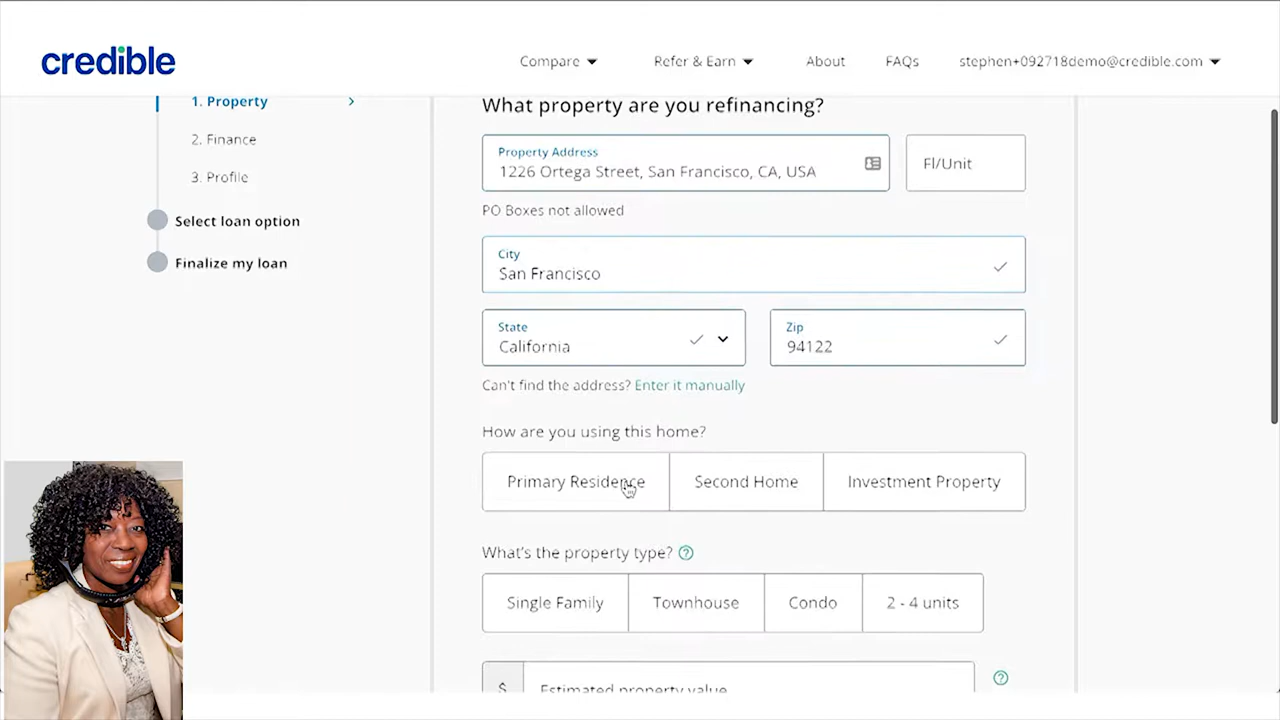 credible
Compare
Refer & Earn
About
FAQs
stephen+092718demo@credible.com
1. Property
2. Finance
3. Profile
Select loan option
Finalize my loan
What property are you refinancing?
Property Address
1226 Ortega Street, San Francisco, CA, USA
Fl/Unit
PO Boxes not allowed
City
San Francisco
State
California
Zip
94122
Can't find the address? Enter it manually
How are you using this home?
Primary Residence
Second Home
Investment Property
What's the property type? ?
Single Family
Townhouse
Condo
2 - 4 units
$
Estimated property value
?